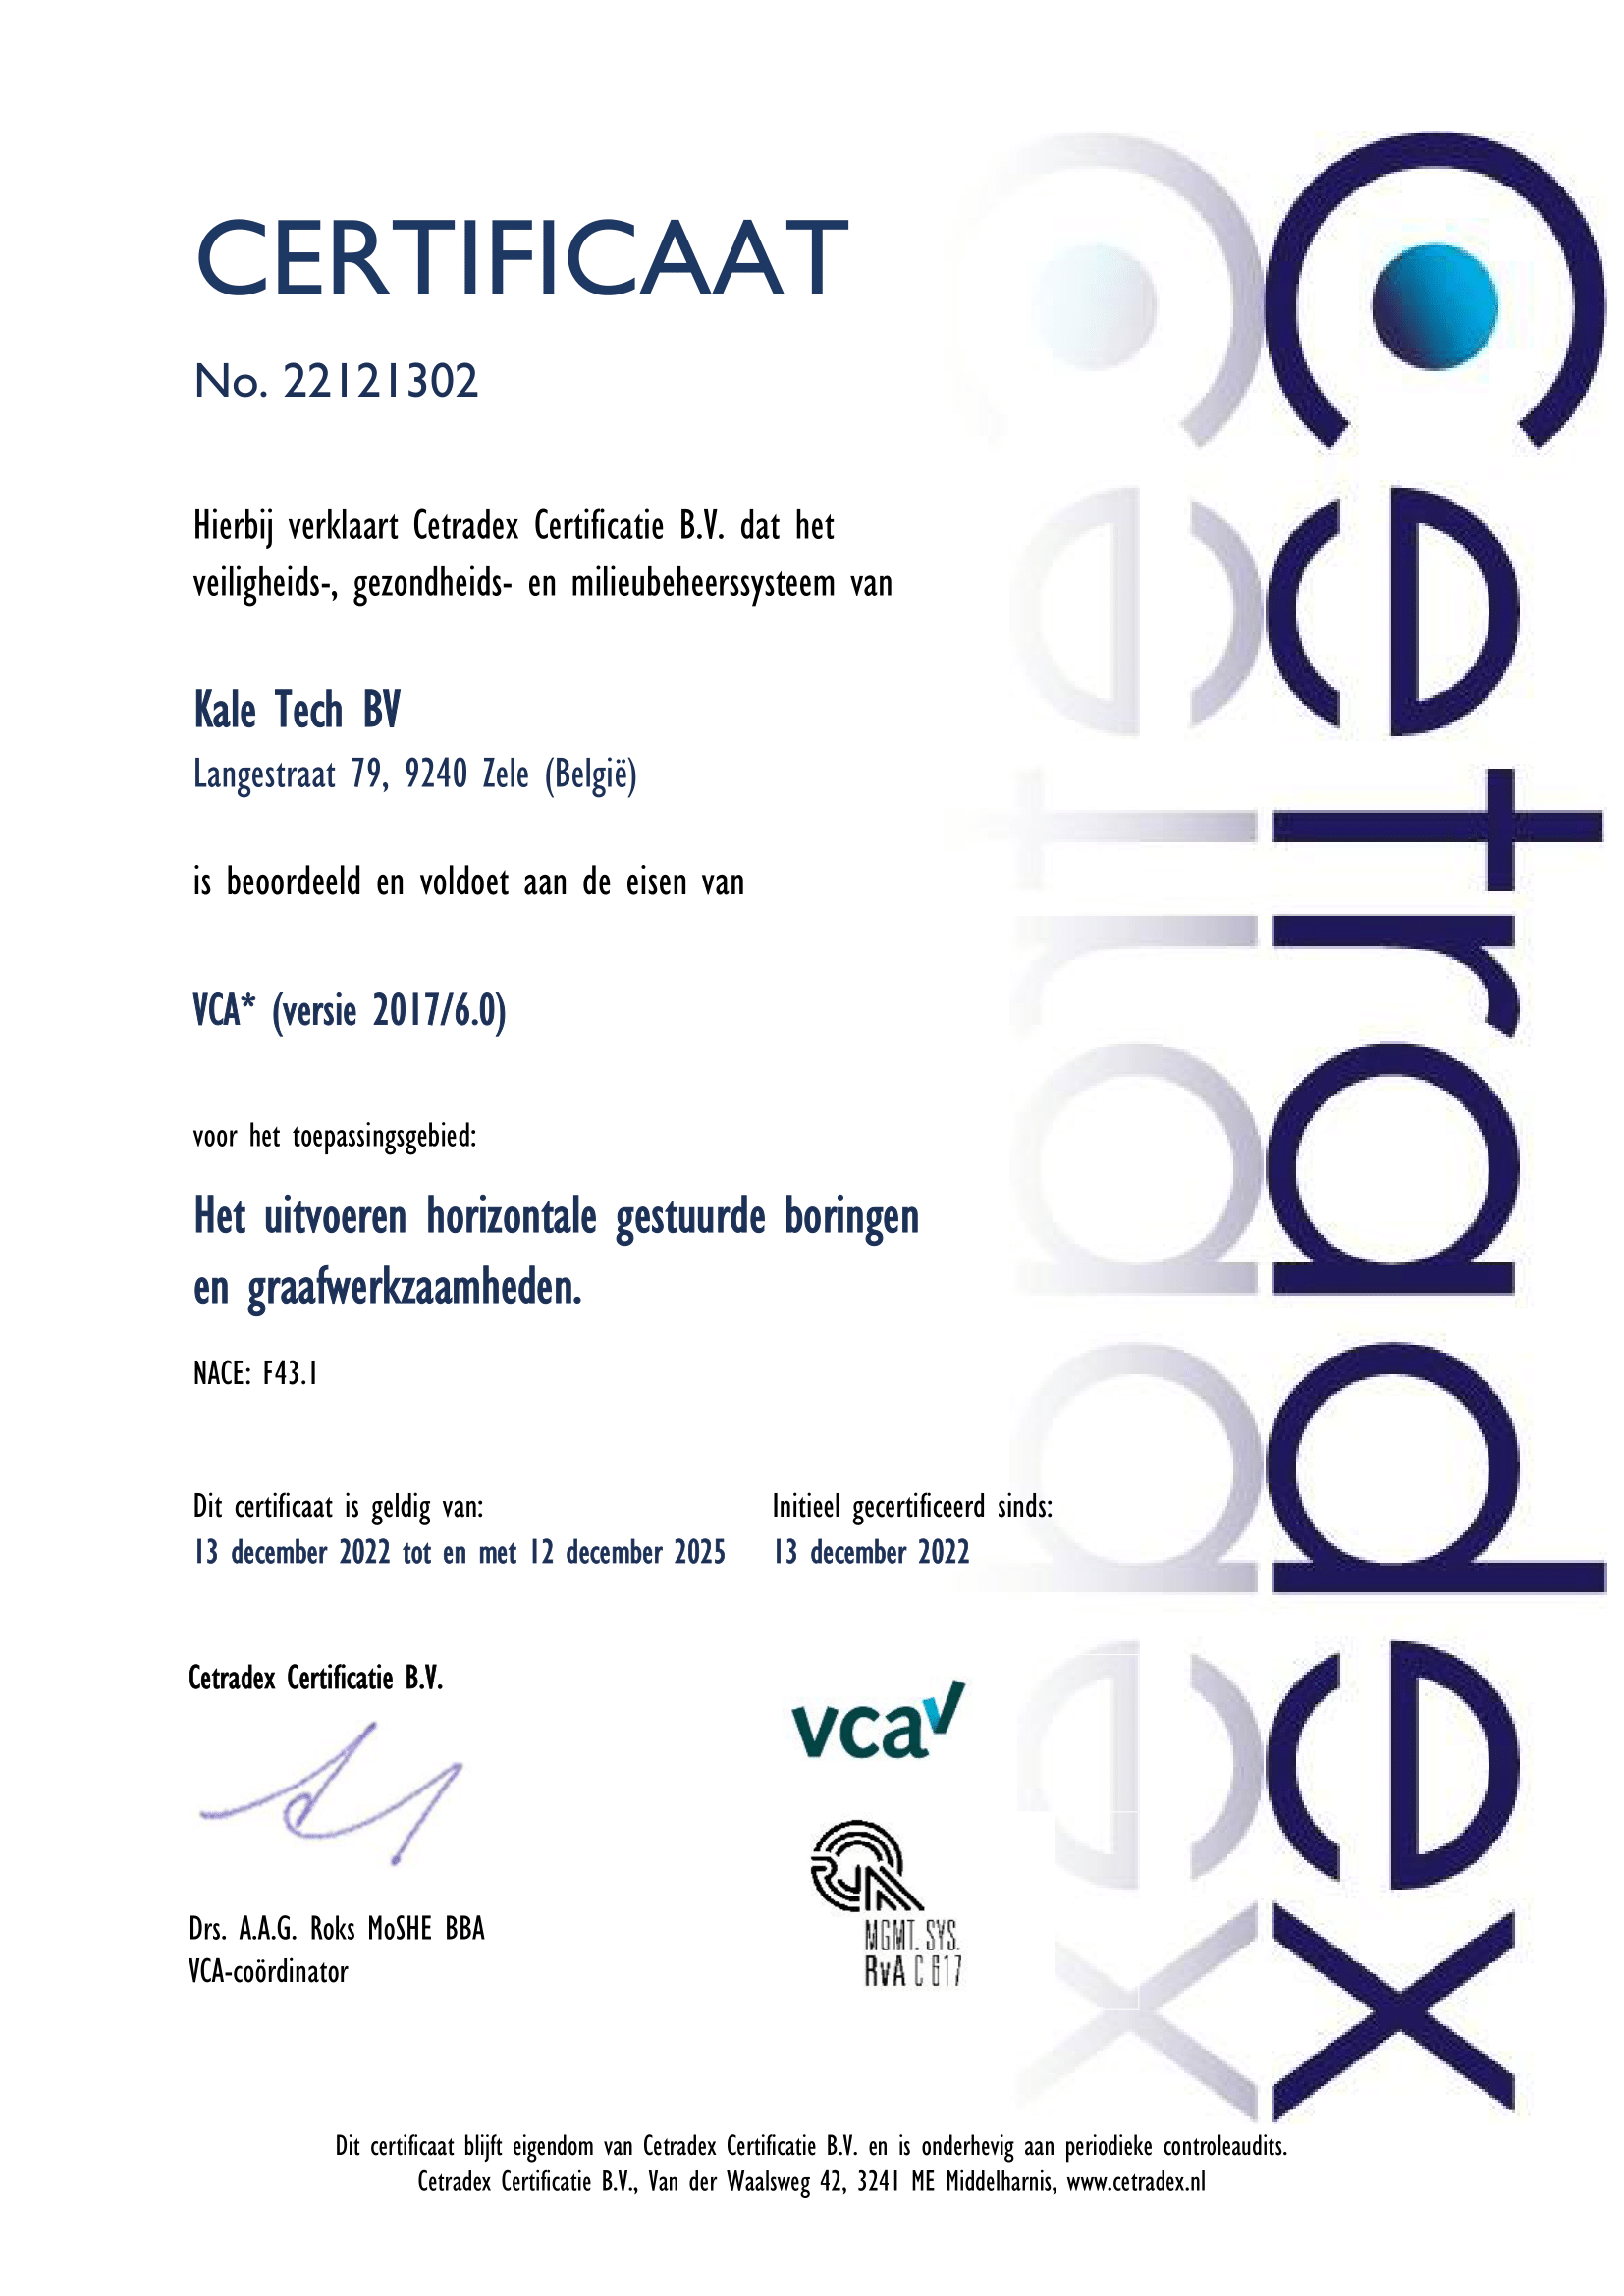 CERTIFICAAT
No. 22121302
Hierbij verklaart Cetradex Certificatie B.V. dat het
veiligheids-, gezondheids- en milieubeheerssysteem van
Kale Tech BV
Langestraat 79, 9240 Zele (België)
is beoordeeld en voldoet aan de eisen van
VCA* (versie 2017/6.0)
voor het toepassingsgebied:
Het uitvoeren horizontale gestuurde boringen
en graafwerkzaamheden.
NACE: F43.1
Dit certificaat is geldig van:
13 december 2022 tot en met 12 december 2025
Initieel gecertificeerd sinds:
13 december 2022
Cetradex Certificatie B.V.
Drs. A.A.G. Roks MoSHE BBA
VCA-coördinator
vca
RvA
MGMT. SYS.
RvA C 617
Cetradex
Cetradex
Dit certificaat blijft eigendom van Cetradex Certificatie B.V. en is onderhevig aan periodieke controleaudits.
Cetradex Certificatie B.V., Van der Waalsweg 42, 3241 ME Middelharnis, www.cetradex.nl